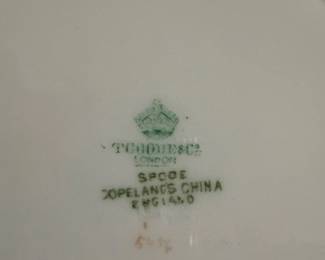 T.GOODE&Co.
LONDON
SPODE
COPELANDS CHINA
ENGLAND